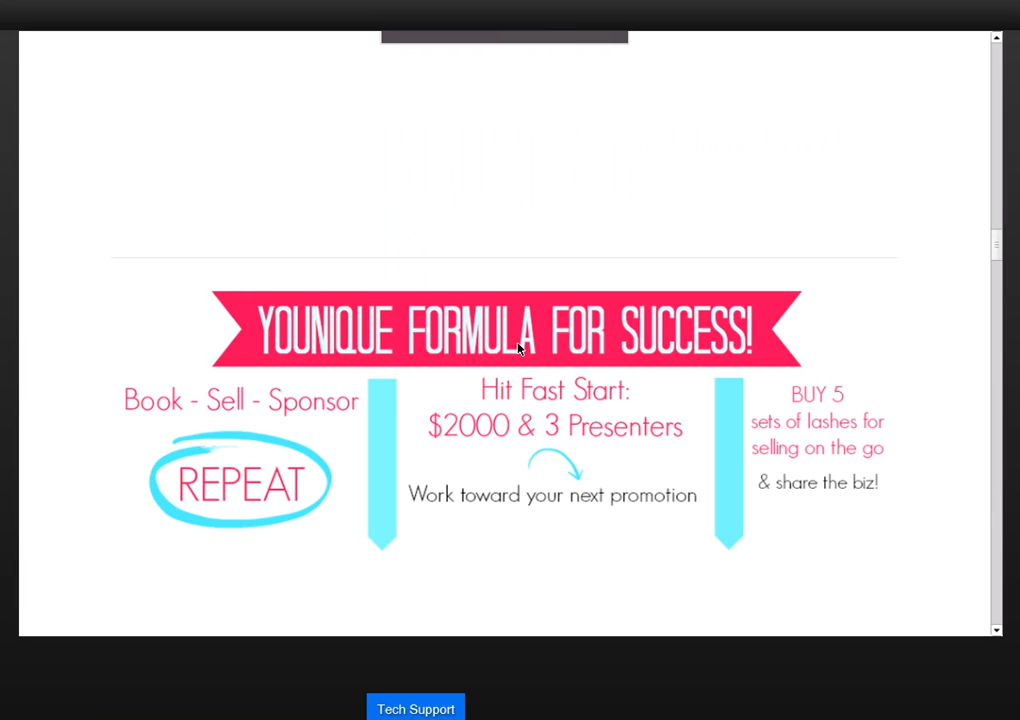 YOUNIQUE FORMULA FOR SUCCESS!
Book - Sell - Sponsor
REPEAT
Hit Fast Start:
$2000 & 3 Presenters
Work toward your next promotion
BUY 5
sets of lashes for
selling on the go
& share the biz!
Tech Support